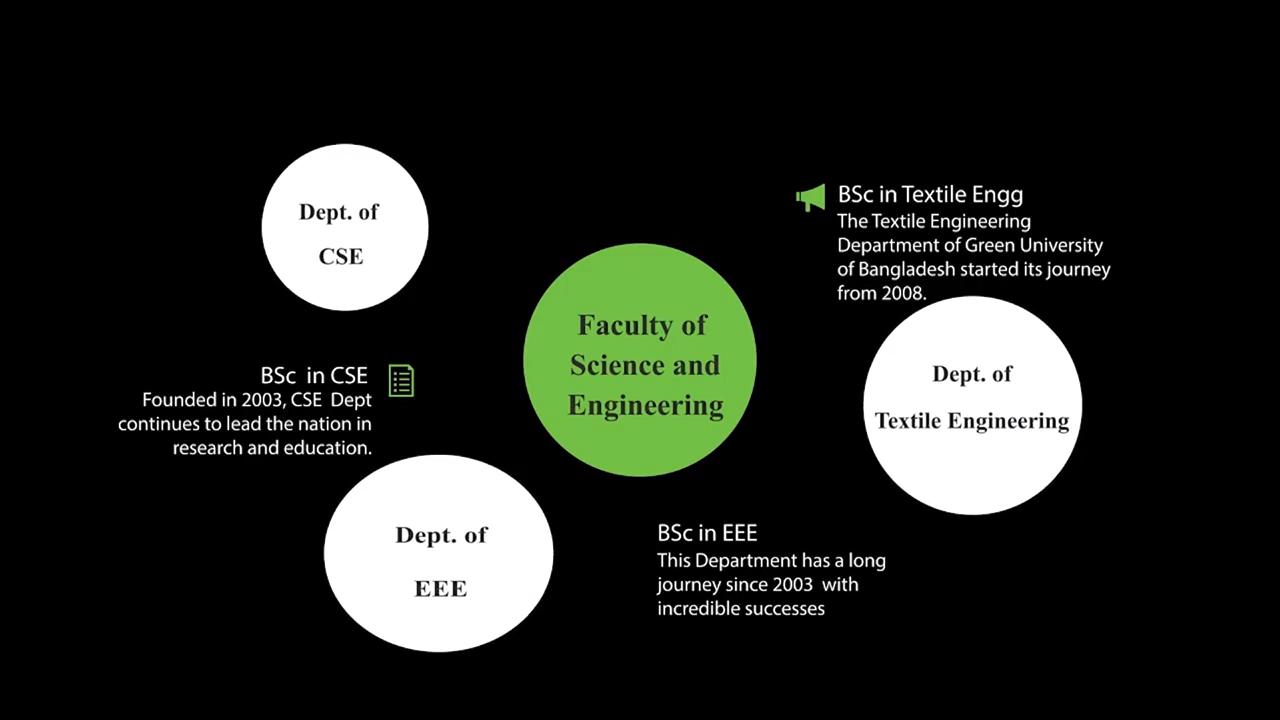 Dept. of
CSE
BSc in CSE
Founded in 2003, CSE Dept
continues to lead the nation in
research and education.
Dept. of
EEE
Faculty of
Science and
Engineering
BSc in EEE
This Department has a long
journey since 2003 with
incredible successes
BSc in Textile Engg
The Textile Engineering
Department of Green University
of Bangladesh started its journey
from 2008.
Dept. of
Textile Engineering